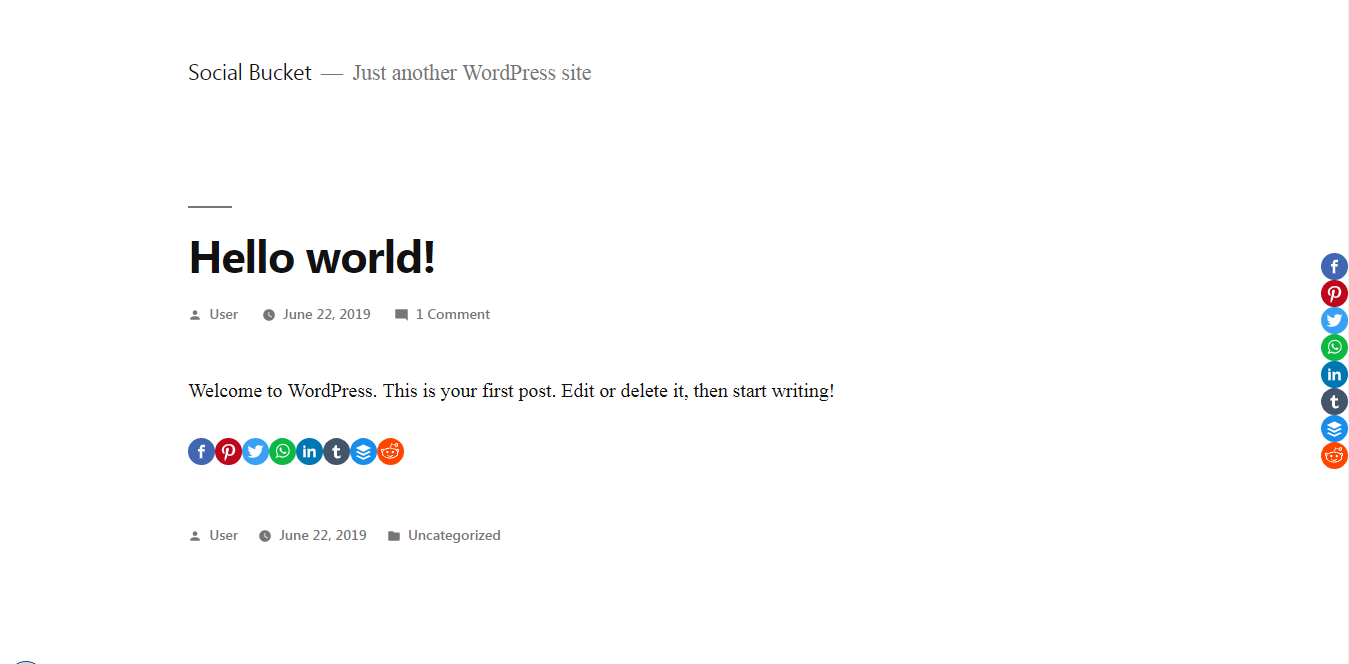 Social Bucket — Just another WordPress site
Hello world!
User June 22, 2019 1 Comment
Welcome to WordPress. This is your first post. Edit or delete it, then start writing!
User June 22, 2019 Uncategorized